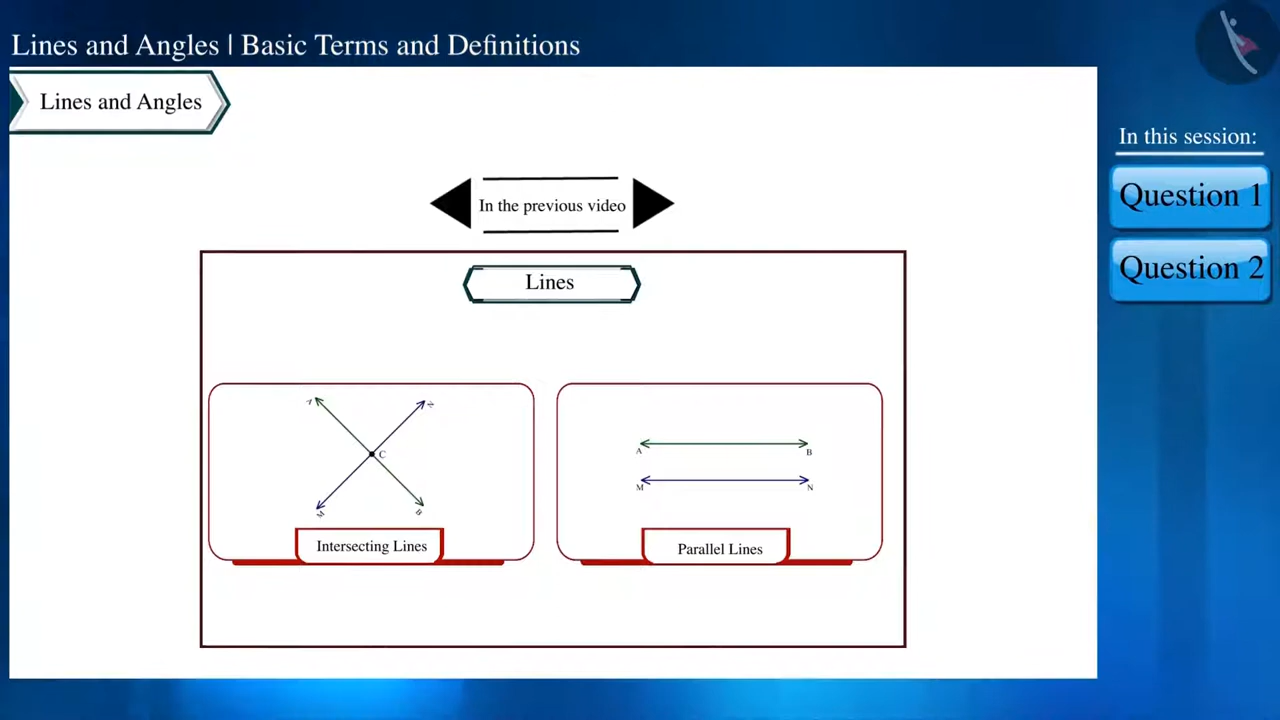 Lines and Angles | Basic Terms and Definitions
Lines and Angles
In this session:
Question 1
Question 2
In the previous video
Lines
A
N
C
M
B
Intersecting Lines
A
B
M
N
Parallel Lines